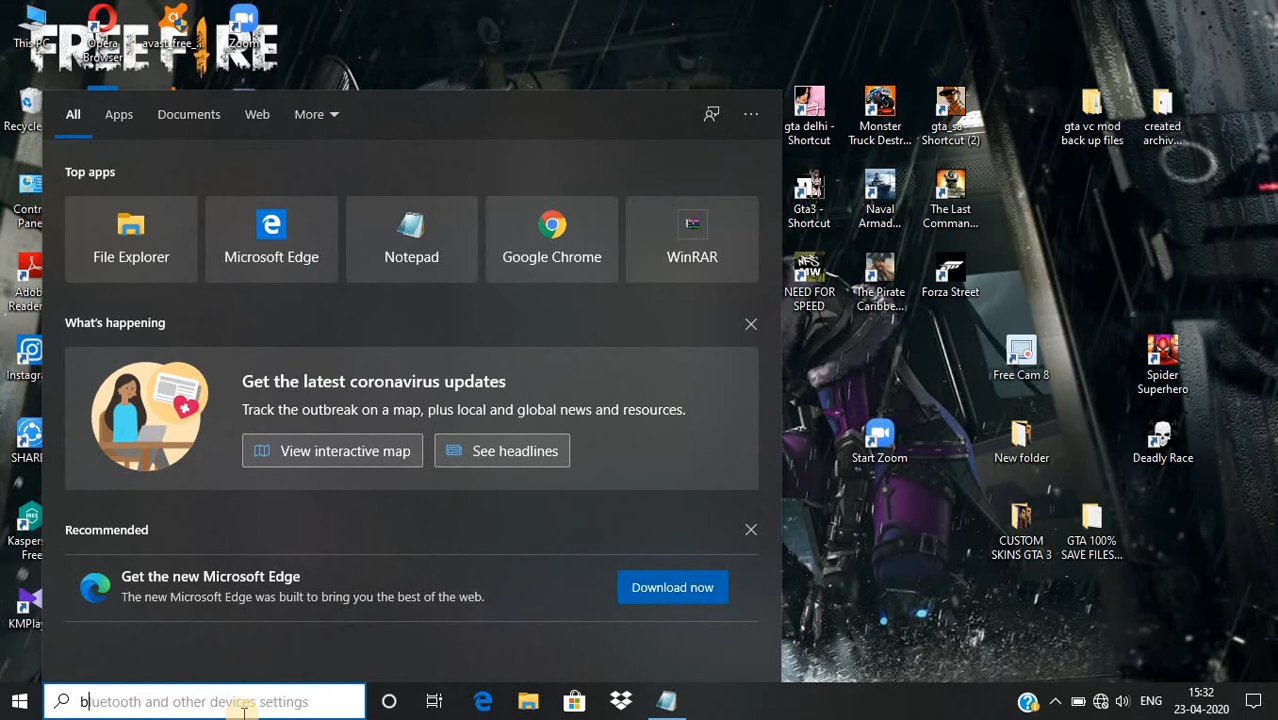 This PC
Opera
Browser
avast_free_...
Zoom
FREE FIRE
Recycle
All
Apps
Documents
Web
More
Top apps
File Explorer
Microsoft Edge
Notepad
Google Chrome
WinRAR
What's happening
Get the latest coronavirus updates
Track the outbreak on a map, plus local and global news and resources.
View interactive map
See headlines
Recommended
Get the new Microsoft Edge
The new Microsoft Edge was built to bring you the best of the web.
Download now
Contr
Pane
Adob
Reader
Instagr
SHARE
Kaspers
Free
KMPlay
gta delhi -
Shortcut
Monster
Truck Destr...
gta_sa -
Shortcut (2)
gta vc mod
back up files
created
archiv...
Gta3 -
Shortcut
Naval
Armad...
The Last
Comman...
NEED FOR
SPEED
The Pirate
Caribbe...
Forza Street
Free Cam 8
Spider
Superhero
Start Zoom
New folder
Deadly Race
CUSTOM
SKINS GTA 3
GTA 100%
SAVE FILES...
bluetooth and other devices settings
ENG
15:32
23-04-2020